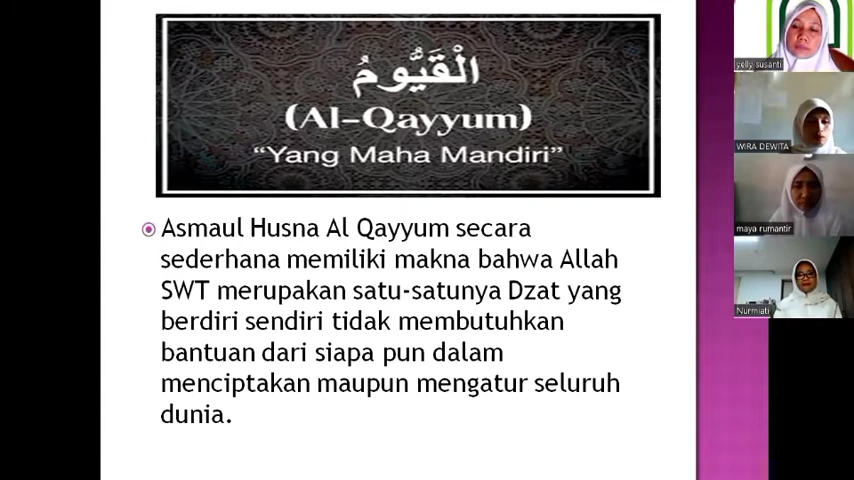 الْقَيُّومُ
(Al-Qayyum)
“Yang Maha Mandiri”
Asmaul Husna Al Qayyum secara
sederhana memiliki makna bahwa Allah
SWT merupakan satu-satunya Dzat yang
berdiri sendiri tidak membutuhkan
bantuan dari siapa pun dalam
menciptakan maupun mengatur seluruh
dunia.
yelly susanti
WIRA DEWITA
maya rumantir
Nurmiati